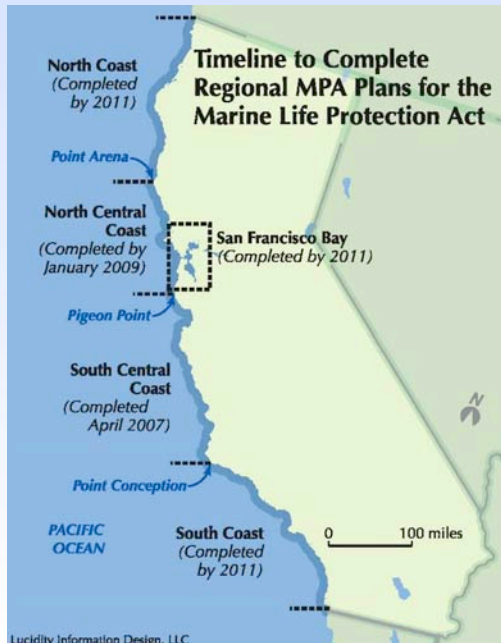 Timeline to Complete
Regional MPA Plans for the
Marine Life Protection Act
North Coast
(Completed
by 2011)
Point Arena
North Central
Coast
(Completed by
January 2009)
San Francisco Bay
(Completed by 2011)
Pigeon Point
South Central
Coast
(Completed
April 2007)
Point Conception
PACIFIC
OCEAN
South Coast
(Completed
by 2011)
0 100 miles
N
Lucidity Information Design, LLC